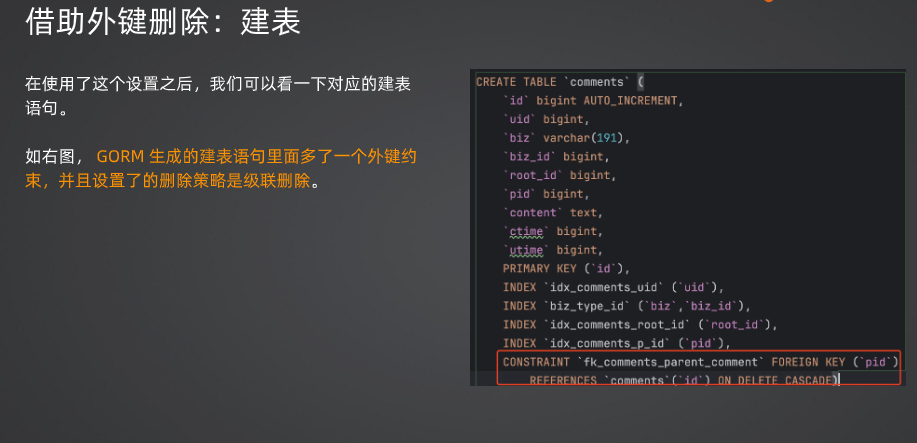 借助外键删除：建表
在使用了这个设置之后，我们可以看一下对应的建表
语句。
如右图， GORM 生成的建表语句里面多了一个外键约
束，并且设置了的删除策略是级联删除。
CREATE TABLE `comments` (
`id` bigint AUTO_INCREMENT,
`uid` bigint,
`biz` varchar(191),
`biz_id` bigint,
`root_id` bigint,
`pid` bigint,
`content` text,
`ctime` bigint,
`utime` bigint,
PRIMARY KEY (`id`),
INDEX `idx_comments_uid` (`uid`),
INDEX `biz_type_id` (`biz`,`biz_id`),
INDEX `idx_comments_root_id` (`root_id`),
INDEX `idx_comments_p_id` (`pid`),
CONSTRAINT `fk_comments_parent_comment` FOREIGN KEY (`pid`)
REFERENCES `comments`(`id`) ON DELETE CASCADE)